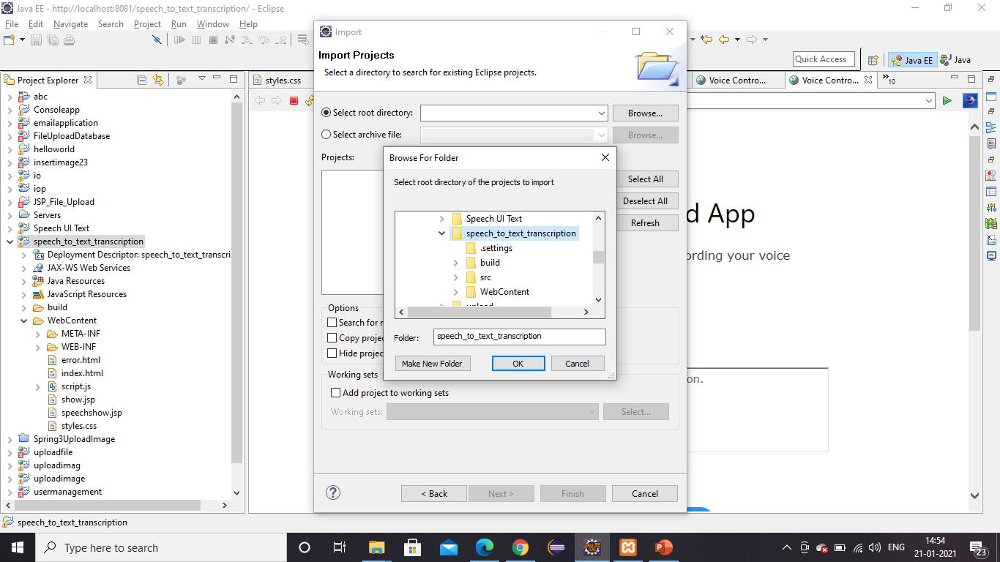 Java EE - http://localhost:8081/speech_to_text_transcription/ - Eclipse
File Edit Navigate Search Project Run Window Help
Quick Access
Java EE
Java
Project Explorer
abc
Consoleapp
emailapplication
FileUploadDatabase
helloworld
insertimage23
io
iop
JSP_File_Upload
Servers
Speech UI Text
speech_to_text_transcription
Deployment Descriptor: speech_to_text_transcri
JAX-WS Web Services
Java Resources
JavaScript Resources
build
WebContent
META-INF
WEB-INF
error.html
index.html
script.js
show.jsp
speechshow.jsp
styles.css
Spring3UploadImage
uploadfile
uploadimag
uploadimage
usermanagement
styles.css
Voice Contro...
Voice Contro...
10
d App
ording your voice
on.
Import
Import Projects
Select a directory to search for existing Eclipse projects.
Select root directory:
Browse...
Select archive file:
Browse...
Projects:
Select All
Deselect All
Refresh
Options
Search for n
Copy projec
Hide projec
Working sets
Add project to working sets
Working sets:
Select...
< Back
Next >
Finish
Cancel
Browse For Folder
Select root directory of the projects to import
Speech UI Text
speech_to_text_transcription
.settings
build
src
WebContent
upload
Folder:
speech_to_text_transcription
Make New Folder
OK
Cancel
speech_to_text_transcription
Type here to search
ENG
14:54
21-01-2021
23